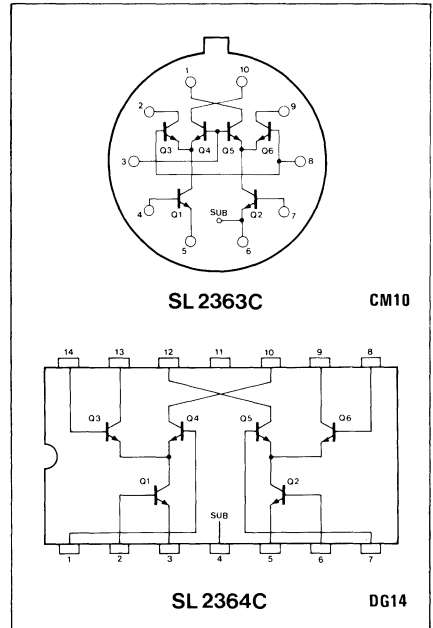 1 10
2 9
Q3 Q4 Q5 Q6
3 8
4 Q1 SUB Q2 7
5 6
SL 2363C CM10
14 13 12 11 10 9 8
Q3 Q4 Q5 Q6
Q1 Q2
SUB
1 2 3 4 5 6 7
SL 2364C DG14